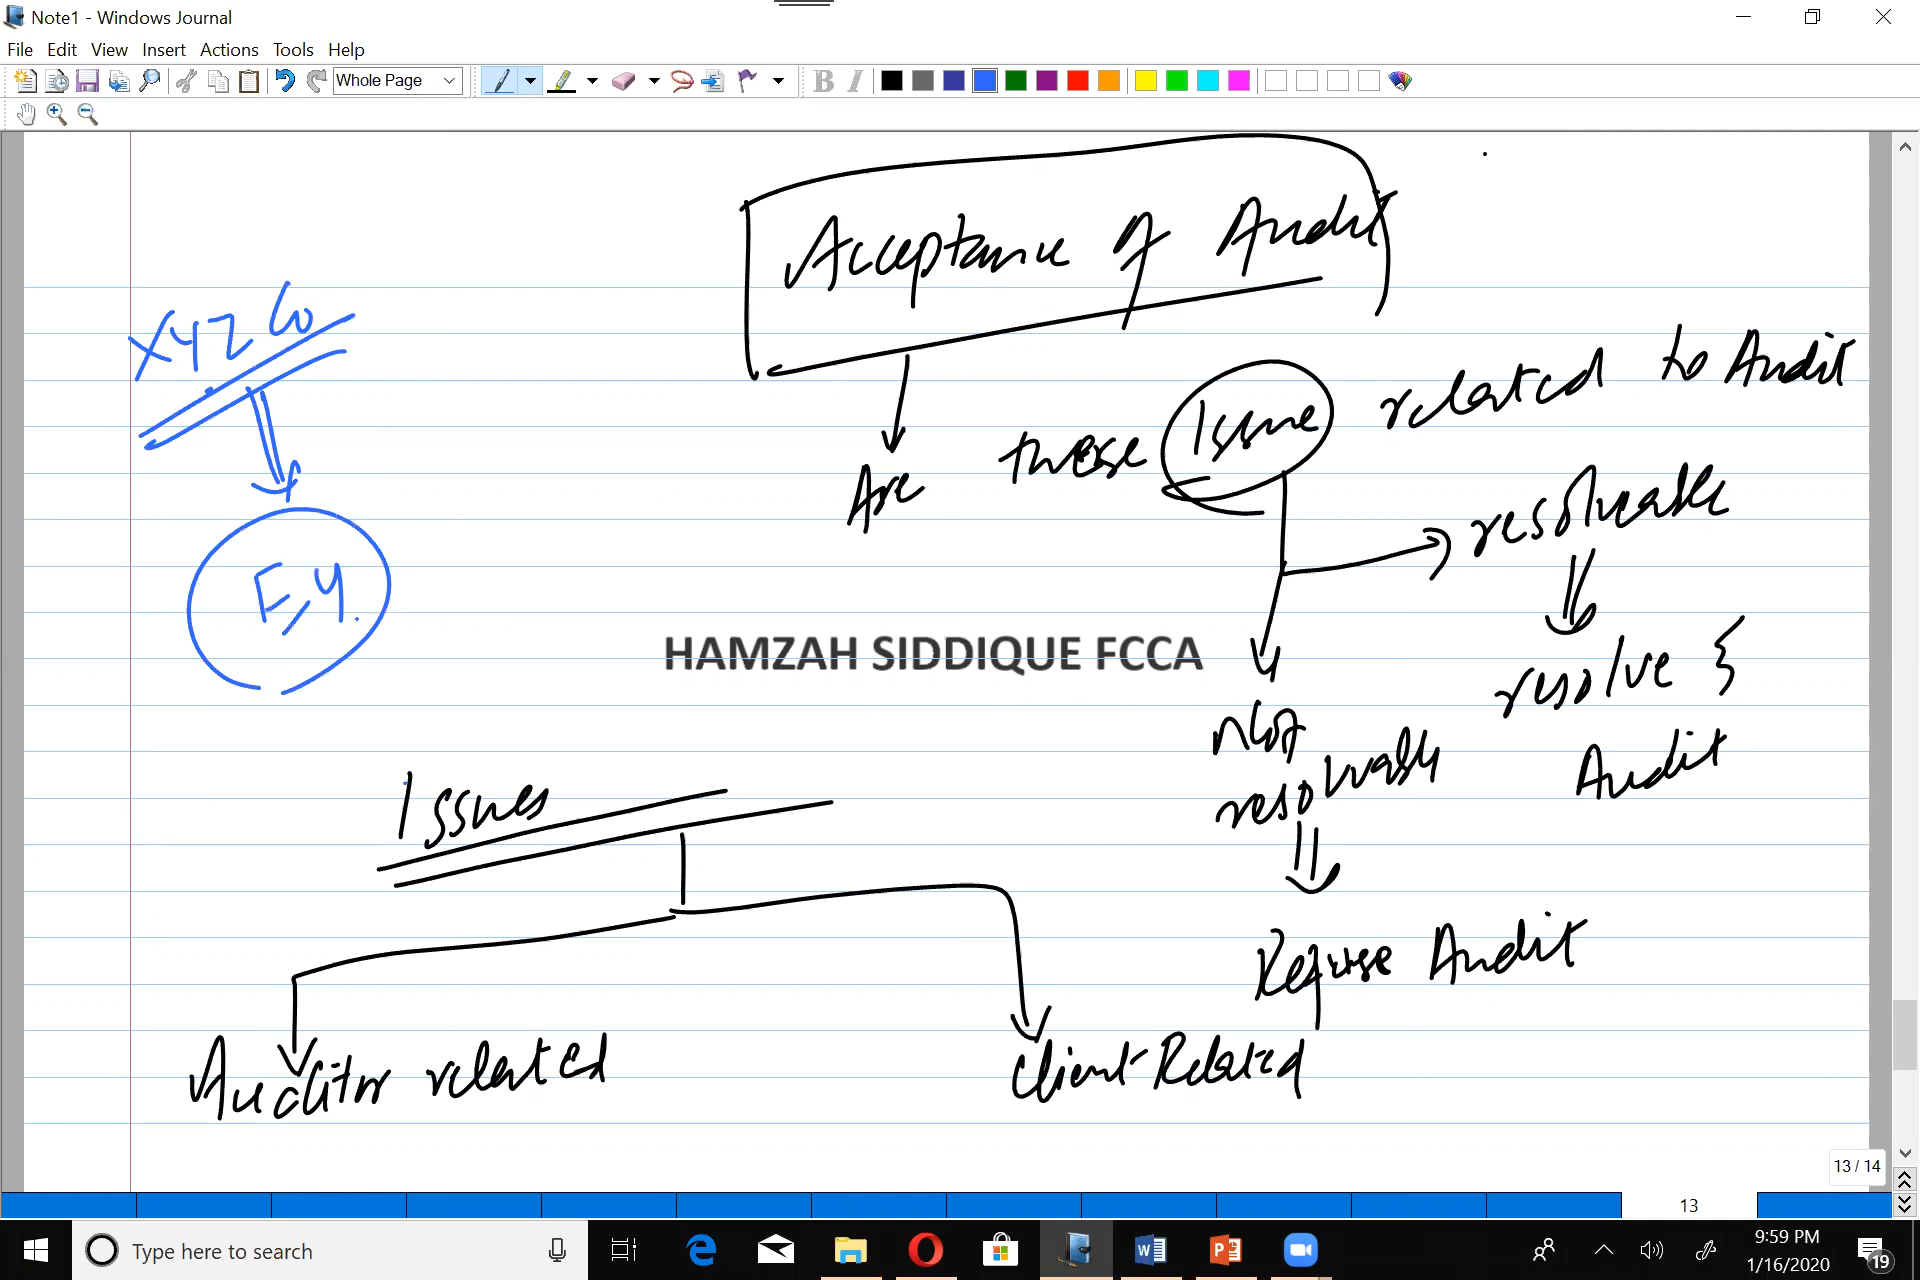 Note1 - Windows Journal
File Edit View Insert Actions Tools Help
Whole Page
B I
Acceptance of Audit
XYZ Co
E,Y.
Are these Issue related to Audit
resolveable
resolve &
Audit
not
resolvable
Refuse Audit
HAMZAH SIDDIQUE FCCA
Issues
Auditor related
Client Related
13 / 14
13
Type here to search
9:59 PM
1/16/2020
19